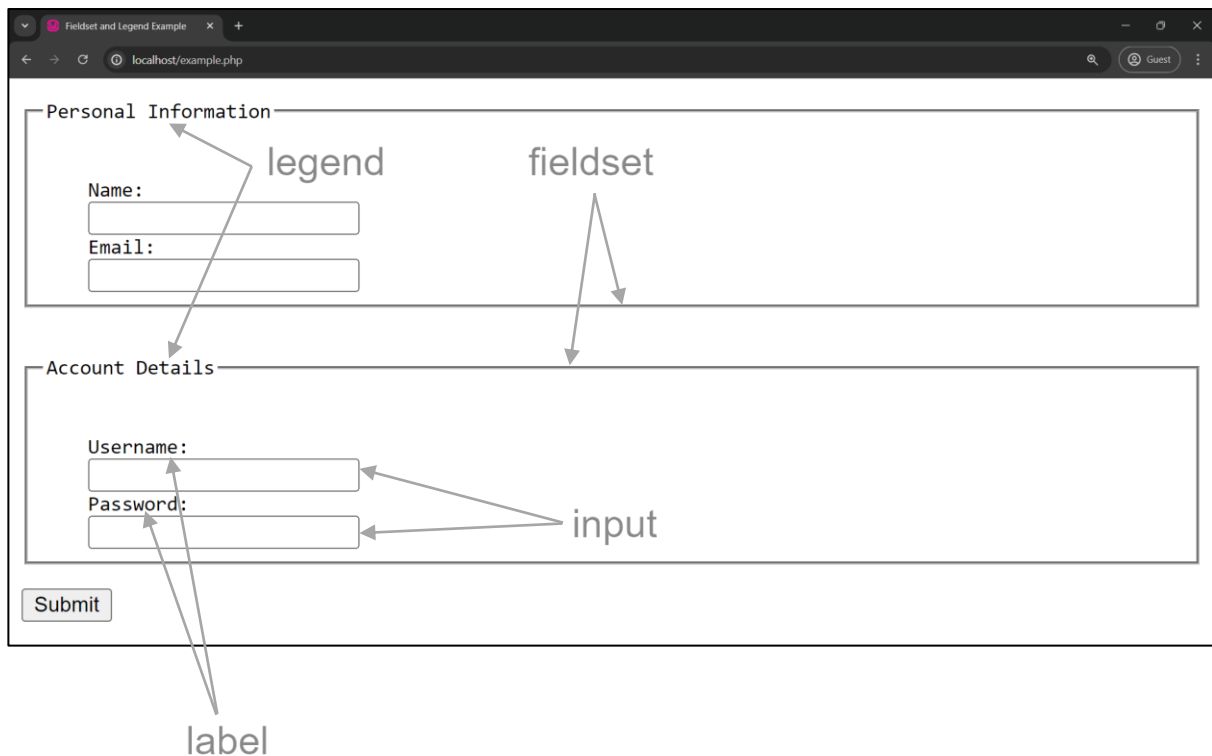 Fieldset and Legend Example
localhost/example.php
Guest
Personal Information
legend
fieldset
Name:
Email:
Account Details
Username:
Password:
input
Submit
label